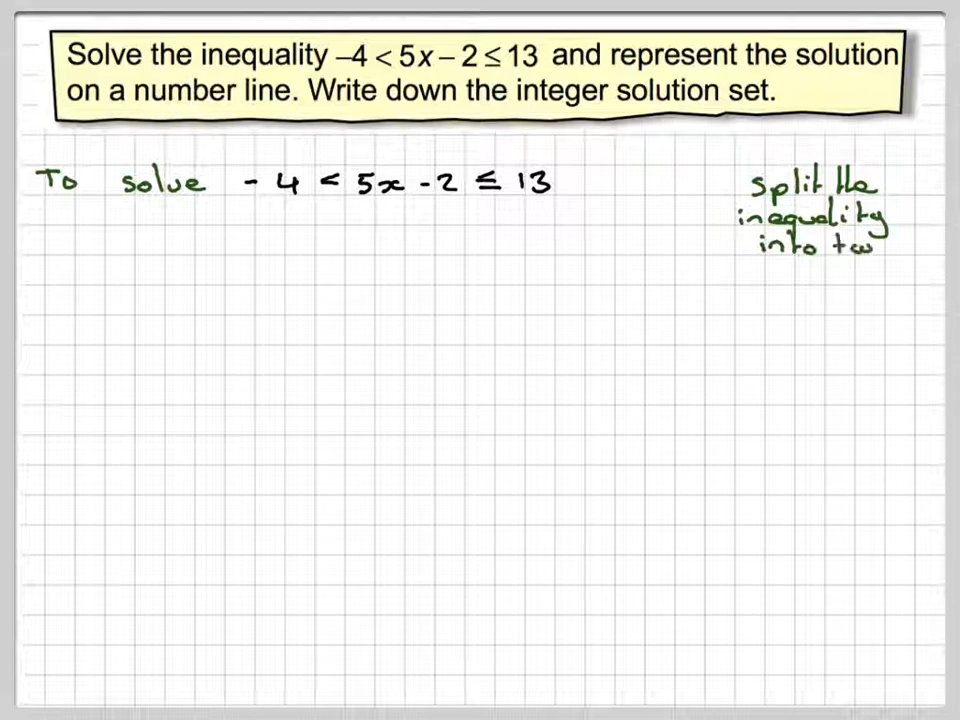 Solve the inequality –4 < 5x – 2 ≤ 13 and represent the solution
on a number line. Write down the integer solution set.
To solve - 4 < 5x - 2 ≤ 13
split the
inequality
into two